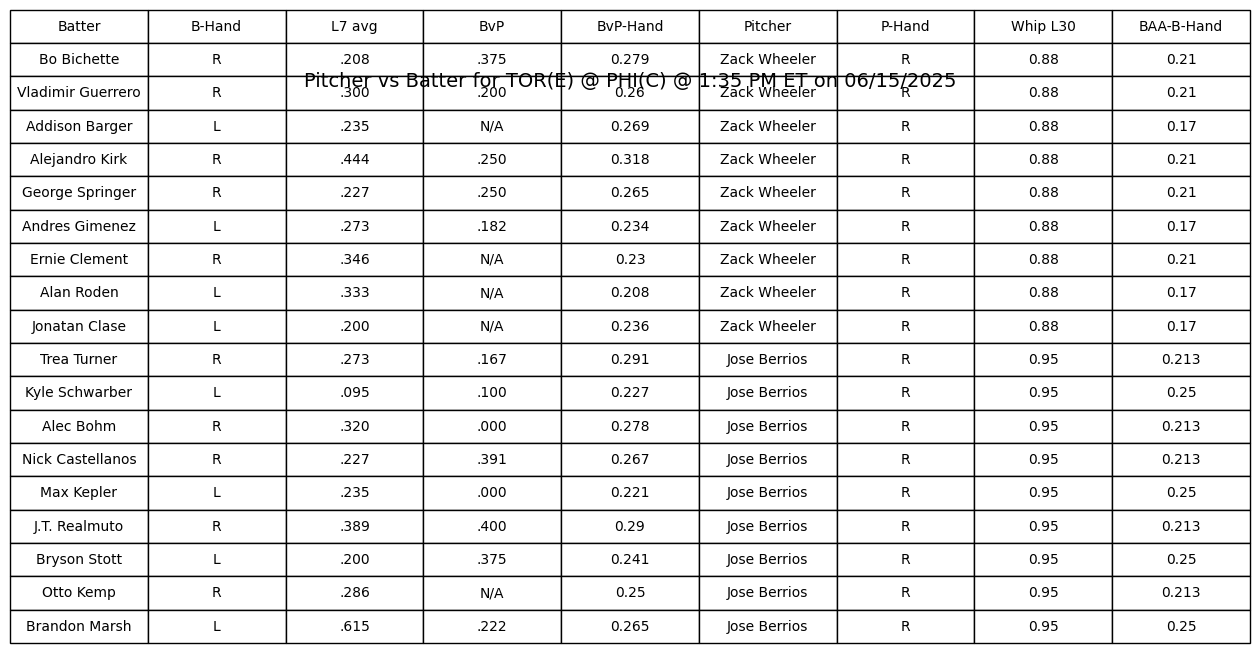 Batter B-Hand L7 avg BvP BvP-Hand Pitcher P-Hand Whip L30 BAA-B-Hand
Bo Bichette R .208 .375 0.279 Zack Wheeler R 0.88 0.21
Pitcher vs Batter for TOR(E) @ PHI(C) @ 1:35 PM ET on 06/15/2025
Vladimir Guerrero R .300 .200 0.26 Zack Wheeler R 0.88 0.21
Addison Barger L .235 N/A 0.269 Zack Wheeler R 0.88 0.17
Alejandro Kirk R .444 .250 0.318 Zack Wheeler R 0.88 0.21
George Springer R .227 .250 0.265 Zack Wheeler R 0.88 0.21
Andres Gimenez L .273 .182 0.234 Zack Wheeler R 0.88 0.17
Ernie Clement R .346 N/A 0.23 Zack Wheeler R 0.88 0.21
Alan Roden L .333 N/A 0.208 Zack Wheeler R 0.88 0.17
Jonatan Clase L .200 N/A 0.236 Zack Wheeler R 0.88 0.17
Trea Turner R .273 .167 0.291 Jose Berrios R 0.95 0.213
Kyle Schwarber L .095 .100 0.227 Jose Berrios R 0.95 0.25
Alec Bohm R .320 .000 0.278 Jose Berrios R 0.95 0.213
Nick Castellanos R .227 .391 0.267 Jose Berrios R 0.95 0.213
Max Kepler L .235 .000 0.221 Jose Berrios R 0.95 0.25
J.T. Realmuto R .389 .400 0.29 Jose Berrios R 0.95 0.213
Bryson Stott L .200 .375 0.241 Jose Berrios R 0.95 0.25
Otto Kemp R .286 N/A 0.25 Jose Berrios R 0.95 0.213
Brandon Marsh L .615 .222 0.265 Jose Berrios R 0.95 0.25